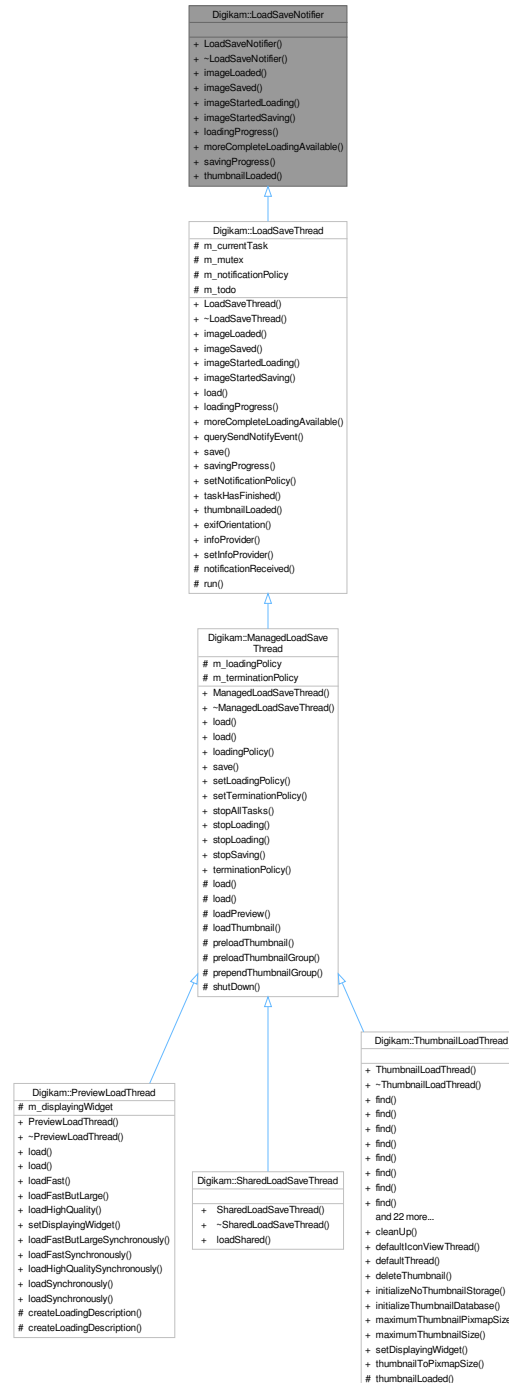 Digikam::LoadSaveNotifier
+ LoadSaveNotifier()
+ ~LoadSaveNotifier()
+ imageLoaded()
+ imageSaved()
+ imageStartedLoading()
+ imageStartedSaving()
+ loadingProgress()
+ moreCompleteLoadingAvailable()
+ savingProgress()
+ thumbnailLoaded()
Digikam::LoadSaveThread
# m_currentTask
# m_mutex
# m_notificationPolicy
# m_todo
+ LoadSaveThread()
+ ~LoadSaveThread()
+ imageLoaded()
+ imageSaved()
+ imageStartedLoading()
+ imageStartedSaving()
+ load()
+ loadingProgress()
+ moreCompleteLoadingAvailable()
+ querySendNotifyEvent()
+ save()
+ savingProgress()
+ setNotificationPolicy()
+ taskHasFinished()
+ thumbnailLoaded()
+ exifOrientation()
+ infoProvider()
+ setInfoProvider()
# notificationReceived()
# run()
Digikam::ManagedLoadSave
Thread
# m_loadingPolicy
# m_terminationPolicy
+ ManagedLoadSaveThread()
+ ~ManagedLoadSaveThread()
+ load()
+ load()
+ loadingPolicy()
+ save()
+ setLoadingPolicy()
+ setTerminationPolicy()
+ stopAllTasks()
+ stopLoading()
+ stopLoading()
+ stopSaving()
+ terminationPolicy()
# load()
# load()
# loadPreview()
# loadThumbnail()
# preloadThumbnail()
# preloadThumbnailGroup()
# prependThumbnailGroup()
# shutDown()
Digikam::PreviewLoadThread
# m_displayingWidget
+ PreviewLoadThread()
+ ~PreviewLoadThread()
+ load()
+ load()
+ loadFast()
+ loadFastButLarge()
+ loadHighQuality()
+ setDisplayingWidget()
+ loadFastButLargeSynchronously()
+ loadFastSynchronously()
+ loadHighQualitySynchronously()
+ loadSynchronously()
+ loadSynchronously()
# createLoadingDescription()
# createLoadingDescription()
Digikam::SharedLoadSaveThread
+ SharedLoadSaveThread()
+ ~SharedLoadSaveThread()
+ loadShared()
Digikam::ThumbnailLoadThread
+ ThumbnailLoadThread()
+ ~ThumbnailLoadThread()
+ find()
+ find()
+ find()
+ find()
+ find()
+ find()
+ find()
+ find()
and 22 more...
+ cleanUp()
+ defaultIconViewThread()
+ defaultThread()
+ deleteThumbnail()
+ initializeNoThumbnailStorage()
+ initializeThumbnailDatabase()
+ maximumThumbnailPixmapSize
+ maximumThumbnailSize()
+ setDisplayingWidget()
+ thumbnailToPixmapSize()
# thumbnailLoaded()